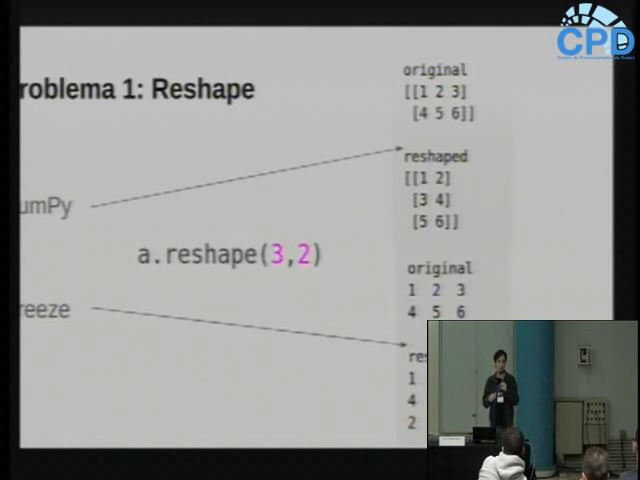 CPD
roblema 1: Reshape
umPy
a.reshape(3,2)
reeze
original
[[1 2 3]
[4 5 6]]
reshaped
[[1 2]
[3 4]
[5 6]]
original
1 2 3
4 5 6
res
1
4
2